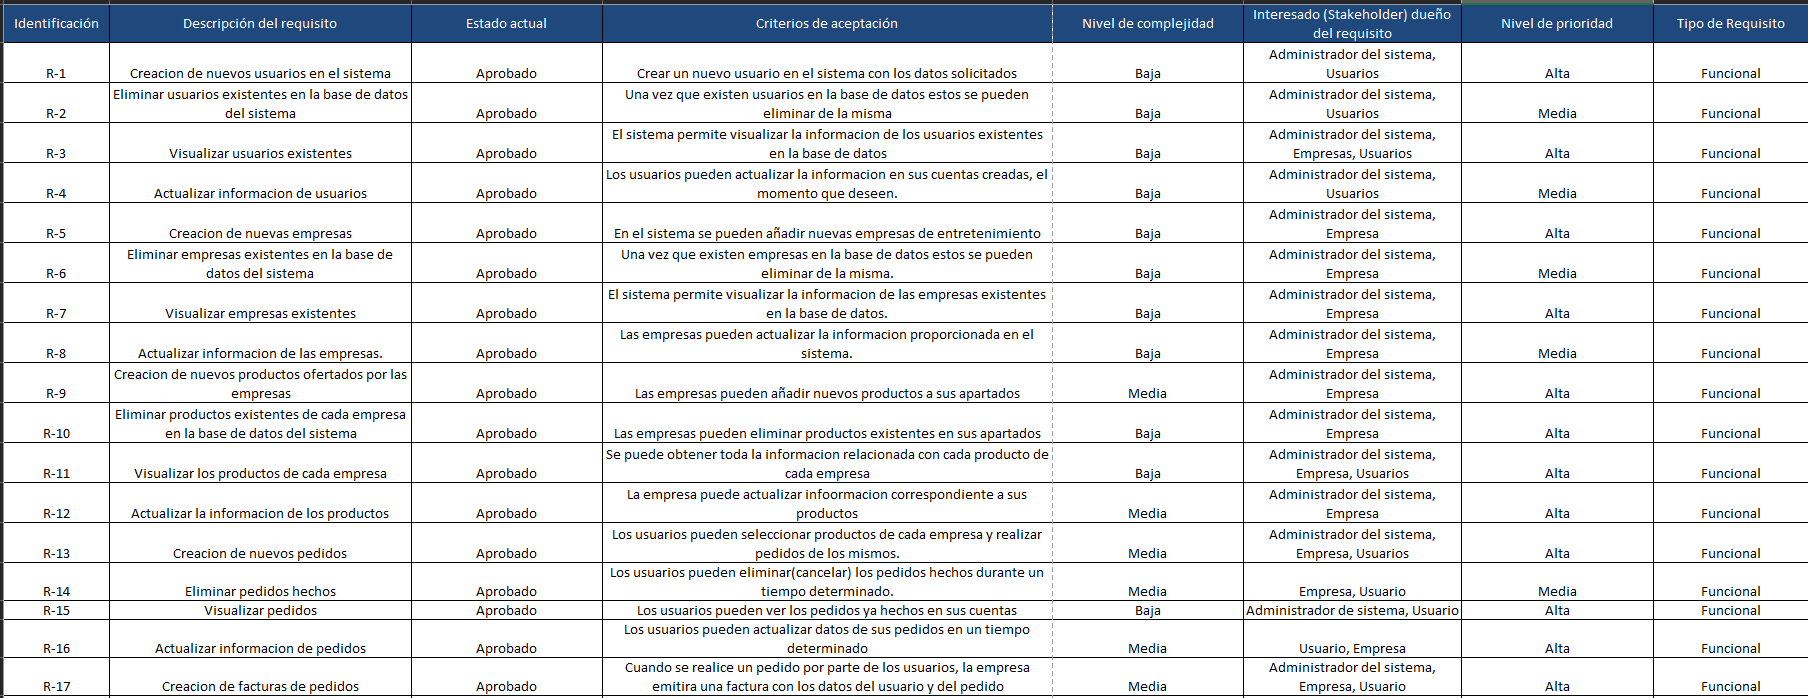 Identificación
Descripción del requisito
Estado actual
Criterios de aceptación
Nivel de complejidad
Interesado (Stakeholder) dueño
del requisito
Nivel de prioridad
Tipo de Requisito
R-1
Creacion de nuevos usuarios en el sistema
Aprobado
Crear un nuevo usuario en el sistema con los datos solicitados
Baja
Administrador del sistema,
Usuarios
Alta
Funcional
R-2
Eliminar usuarios existentes en la base de datos
del sistema
Aprobado
Una vez que existen usuarios en la base de datos estos se pueden
eliminar de la misma
Baja
Administrador del sistema,
Usuarios
Media
Funcional
R-3
Visualizar usuarios existentes
Aprobado
El sistema permite visualizar la informacion de los usuarios existentes
en la base de datos
Baja
Administrador del sistema,
Empresas, Usuarios
Alta
Funcional
R-4
Actualizar informacion de usuarios
Aprobado
Los usuarios pueden actualizar la informacion en sus cuentas creadas, el
momento que deseen.
Baja
Administrador del sistema,
Usuarios
Media
Funcional
R-5
Creacion de nuevas empresas
Aprobado
En el sistema se pueden añadir nuevas empresas de entretenimiento
Baja
Administrador del sistema,
Empresa
Alta
Funcional
R-6
Eliminar empresas existentes en la base de
datos del sistema
Aprobado
Una vez que existen empresas en la base de datos estos se pueden
eliminar de la misma.
Baja
Administrador del sistema,
Empresa
Media
Funcional
R-7
Visualizar empresas existentes
Aprobado
El sistema permite visualizar la informacion de las empresas existentes
en la base de datos.
Baja
Administrador del sistema,
Empresa
Alta
Funcional
R-8
Actualizar informacion de las empresas.
Aprobado
Las empresas pueden actualizar la informacion proporcionada en el
sistema.
Baja
Administrador del sistema,
Empresa
Media
Funcional
R-9
Creacion de nuevos productos ofertados por las
empresas
Aprobado
Las empresas pueden añadir nuevos productos a sus apartados
Media
Administrador del sistema,
Empresa
Alta
Funcional
R-10
Eliminar productos existentes de cada empresa
en la base de datos del sistema
Aprobado
Las empresas pueden eliminar productos existentes en sus apartados
Baja
Administrador del sistema,
Empresa
Alta
Funcional
R-11
Visualizar los productos de cada empresa
Aprobado
Se puede obtener toda la informacion relacionada con cada producto de
cada empresa
Baja
Administrador del sistema,
Empresa, Usuarios
Alta
Funcional
R-12
Actualizar la informacion de los productos
Aprobado
La empresa puede actualizar infoormacion correspondiente a sus
productos
Media
Administrador del sistema,
Empresa
Alta
Funcional
R-13
Creacion de nuevos pedidos
Aprobado
Los usuarios pueden seleccionar productos de cada empresa y realizar
pedidos de los mismos.
Media
Administrador del sistema,
Empresa, Usuarios
Alta
Funcional
R-14
Eliminar pedidos hechos
Aprobado
Los usuarios pueden eliminar(cancelar) los pedidos hechos durante un
tiempo determinado.
Media
Empresa, Usuario
Media
Funcional
R-15
Visualizar pedidos
Aprobado
Los usuarios pueden ver los pedidos ya hechos en sus cuentas
Baja
Administrador de sistema, Usuario
Alta
Funcional
R-16
Actualizar informacion de pedidos
Aprobado
Los usuarios pueden actualizar datos de sus pedidos en un tiempo
determinado
Media
Usuario, Empresa
Alta
Funcional
R-17
Creacion de facturas de pedidos
Aprobado
Cuando se realice un pedido por parte de los usuarios, la empresa
emitira una factura con los datos del usuario y del pedido
Media
Administrador del sistema,
Empresa, Usuarios
Alta
Funcional